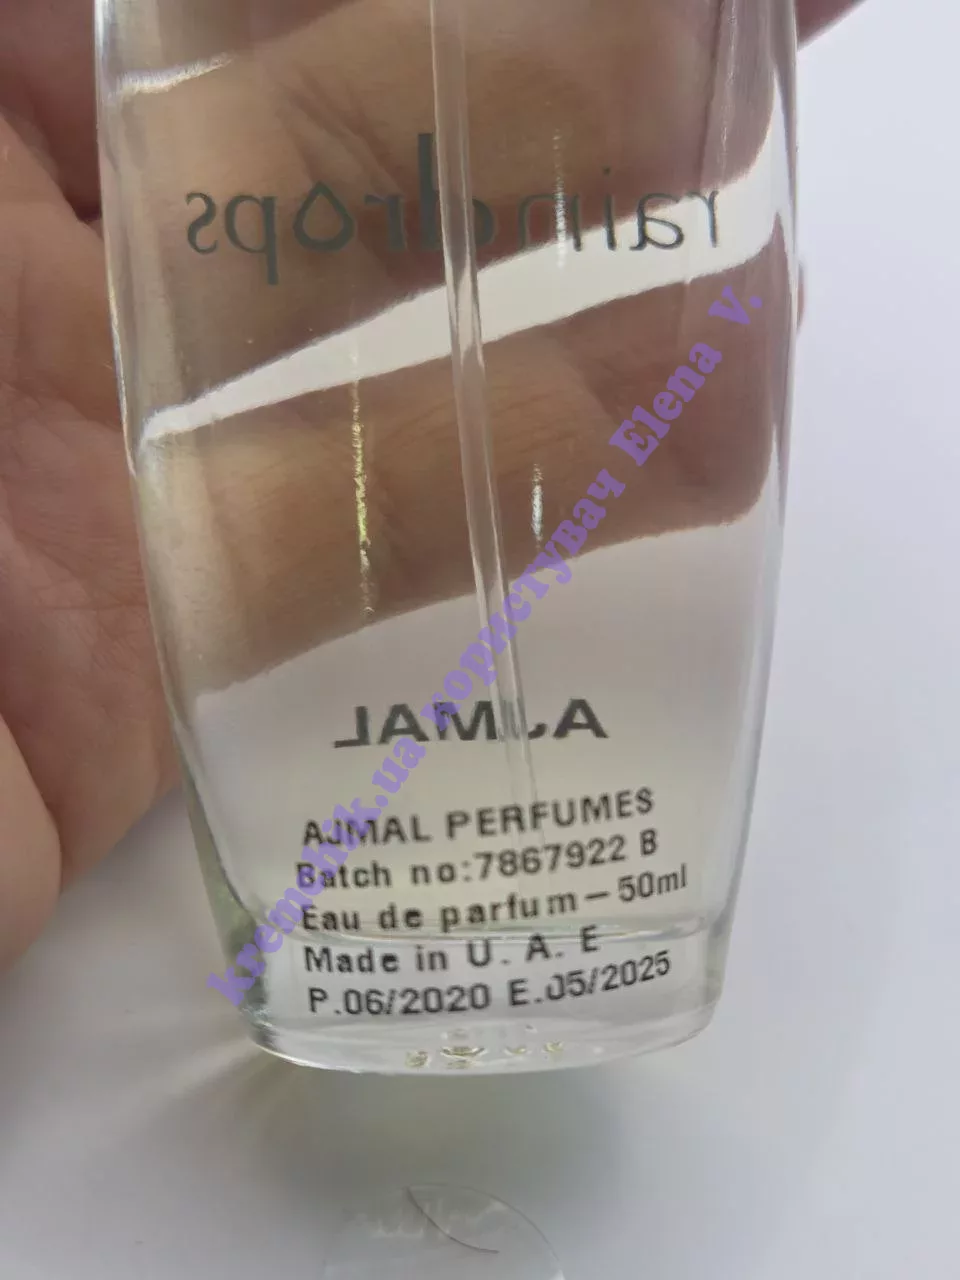 raindrops
AJMAL
AJMAL PERFUMES
Batch no:7867922 B
Eau de parfum – 50ml
Made in U. A. E
P.06/2020 E.05/2025
kremchik.ua користувач Elena V.